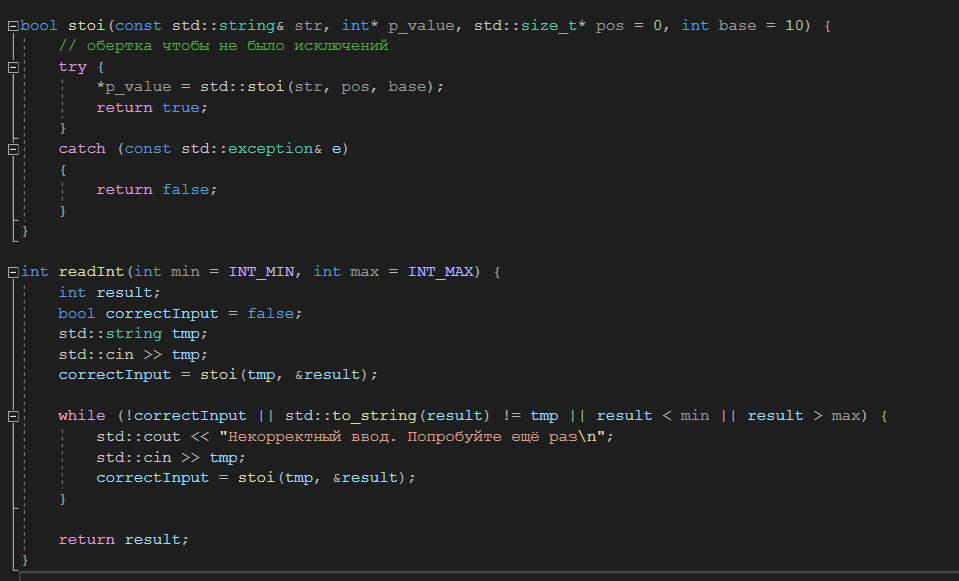 bool stoi(const std::string& str, int* p_value, std::size_t* pos = 0, int base = 10) {
    // обертка чтобы не было исключений
    try {
        *p_value = std::stoi(str, pos, base);
        return true;
    }
    catch (const std::exception& e)
    {
        return false;
    }
}

int readInt(int min = INT_MIN, int max = INT_MAX) {
    int result;
    bool correctInput = false;
    std::string tmp;
    std::cin >> tmp;
    correctInput = stoi(tmp, &result);

    while (!correctInput || std::to_string(result) != tmp || result < min || result > max) {
        std::cout << "Некорректный ввод. Попробуйте ещё раз\n";
        std::cin >> tmp;
        correctInput = stoi(tmp, &result);
    }

    return result;
}